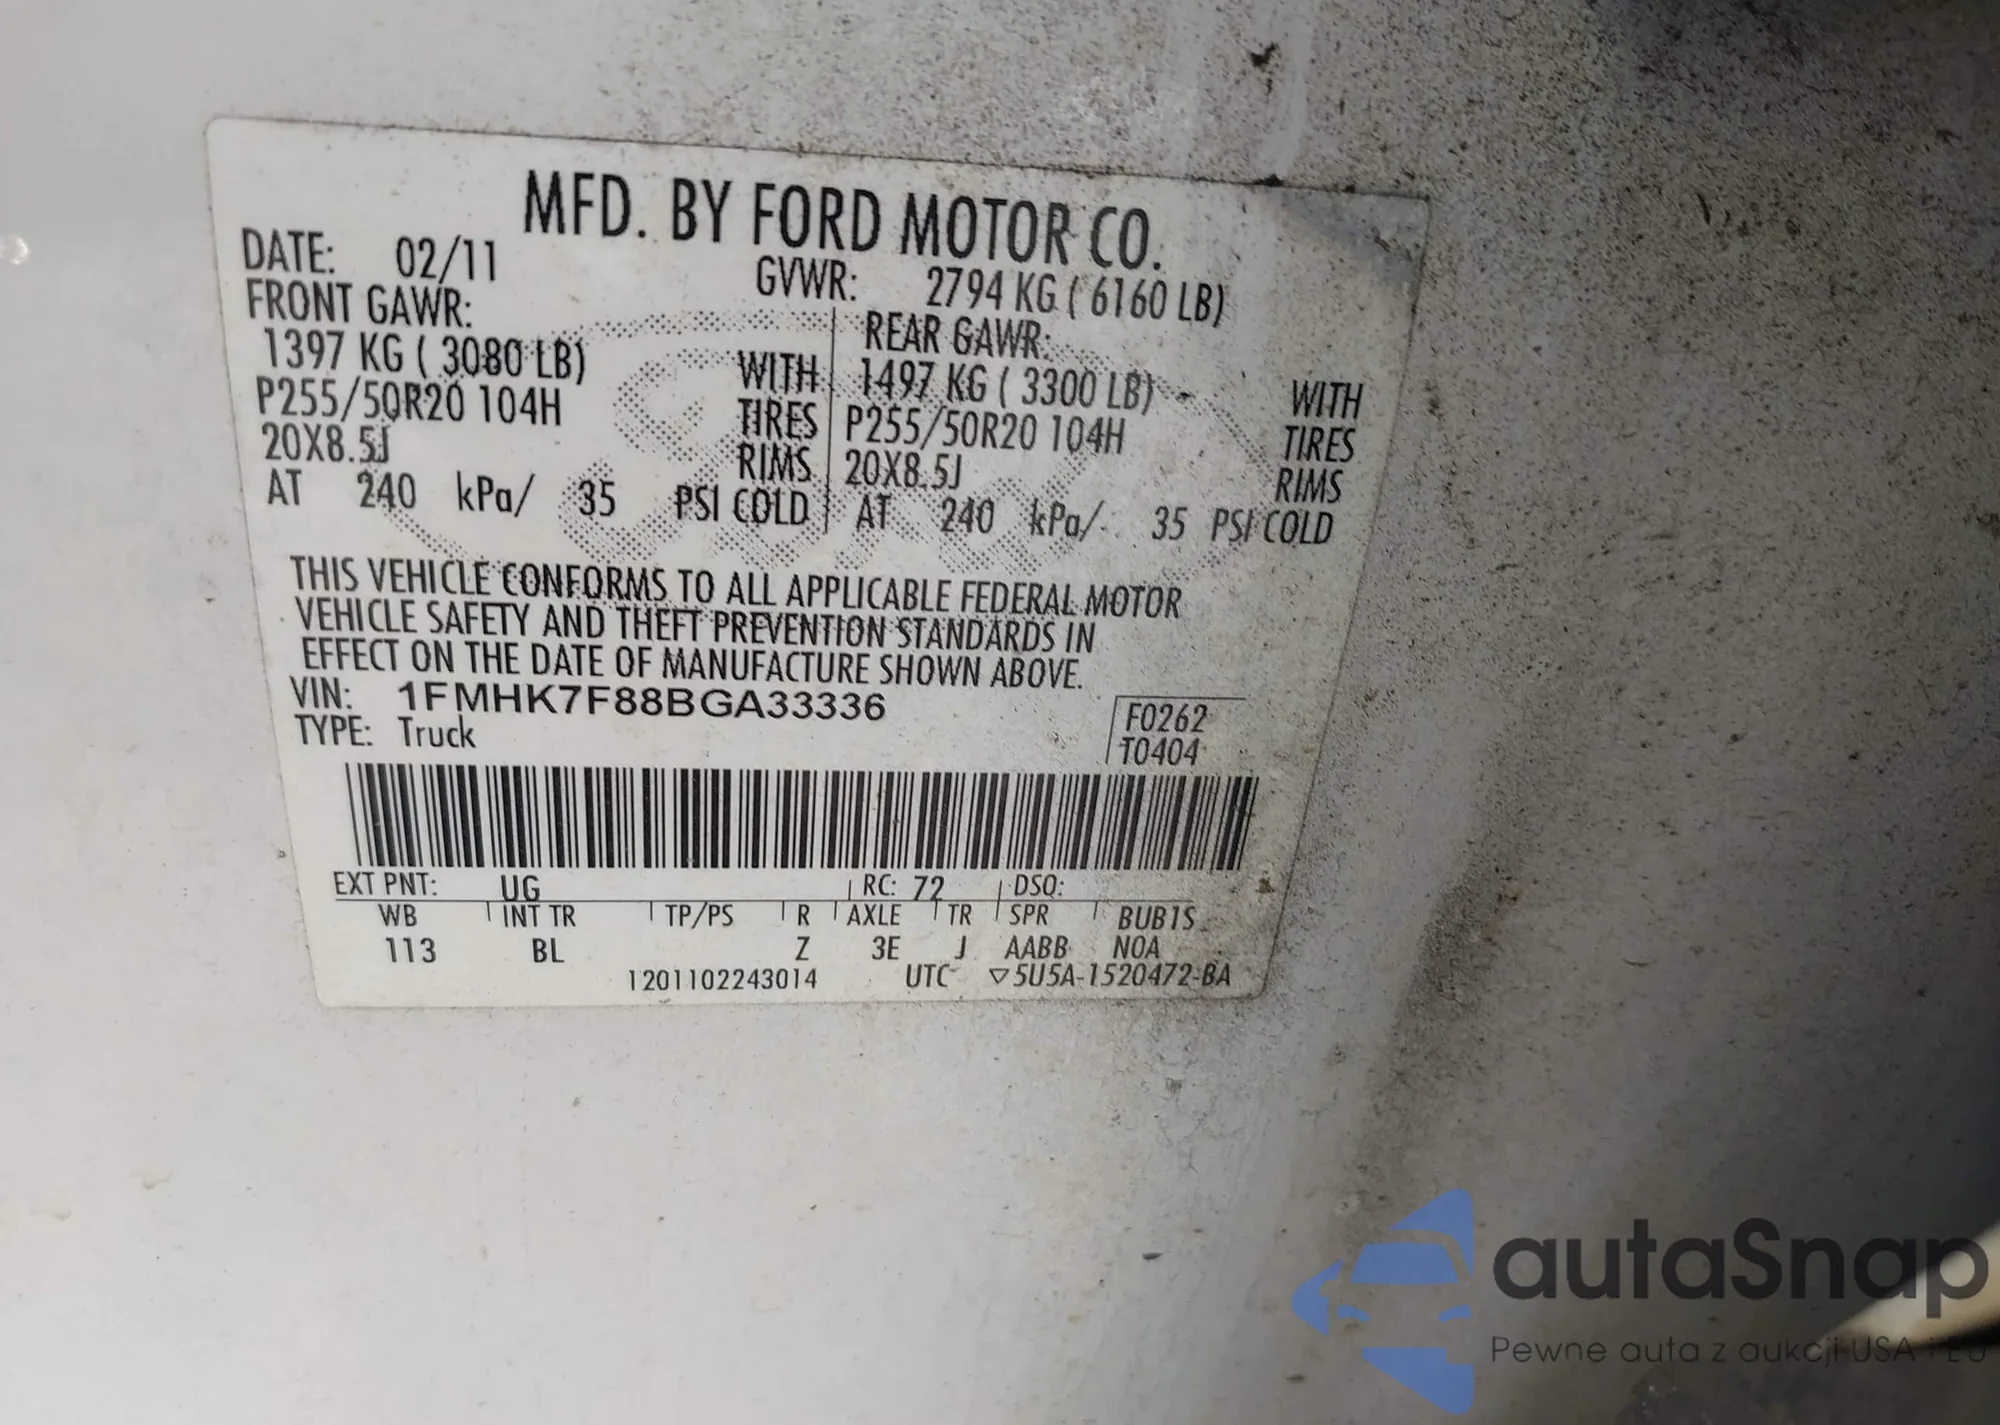 MFD. BY FORD MOTOR CO.
DATE: 02/11
GVWR: 2794 KG ( 6160 LB)
FRONT GAWR:
1397 KG ( 3080 LB) WITH
P255/50R20 104H TIRES
20X8.5J RIMS
AT 240 kPa/ 35 PSI COLD
REAR GAWR:
1497 KG ( 3300 LB) WITH
P255/50R20 104H TIRES
20X8.5J RIMS
AT 240 kPa/ 35 PSI COLD
THIS VEHICLE CONFORMS TO ALL APPLICABLE FEDERAL MOTOR
VEHICLE SAFETY AND THEFT PREVENTION STANDARDS IN
EFFECT ON THE DATE OF MANUFACTURE SHOWN ABOVE.
VIN: 1FMHK7F88BGA33336
TYPE: Truck
F0262
T0404
EXT PNT: UG RC: 72 DSO:
WB INT TR TP/PS R AXLE TR SPR BUB1S
113 BL Z 3E J AABB NOA
1201102243014 UTC ▽5U5A-1520472-BA
autaSnap
Pewne auta z aukcji USA i EU